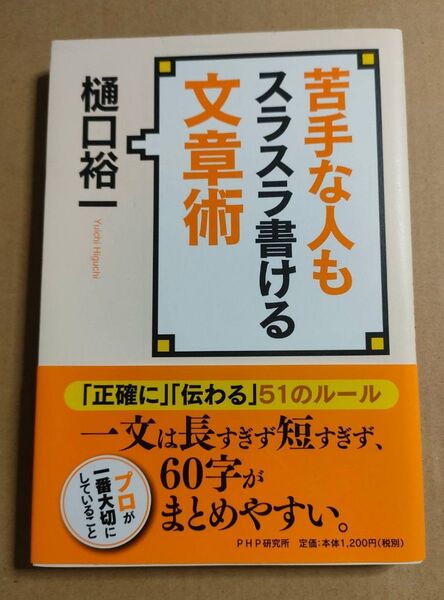 苦手な人も
スラスラ書ける
文章術
樋口裕一
Yuichi Higuchi
「正確に」「伝わる」51のルール
一文は長すぎず短すぎず、
60字が
まとめやすい。
プロが
一番大切に
していること
PHP研究所 定価:本体1,200円(税別)